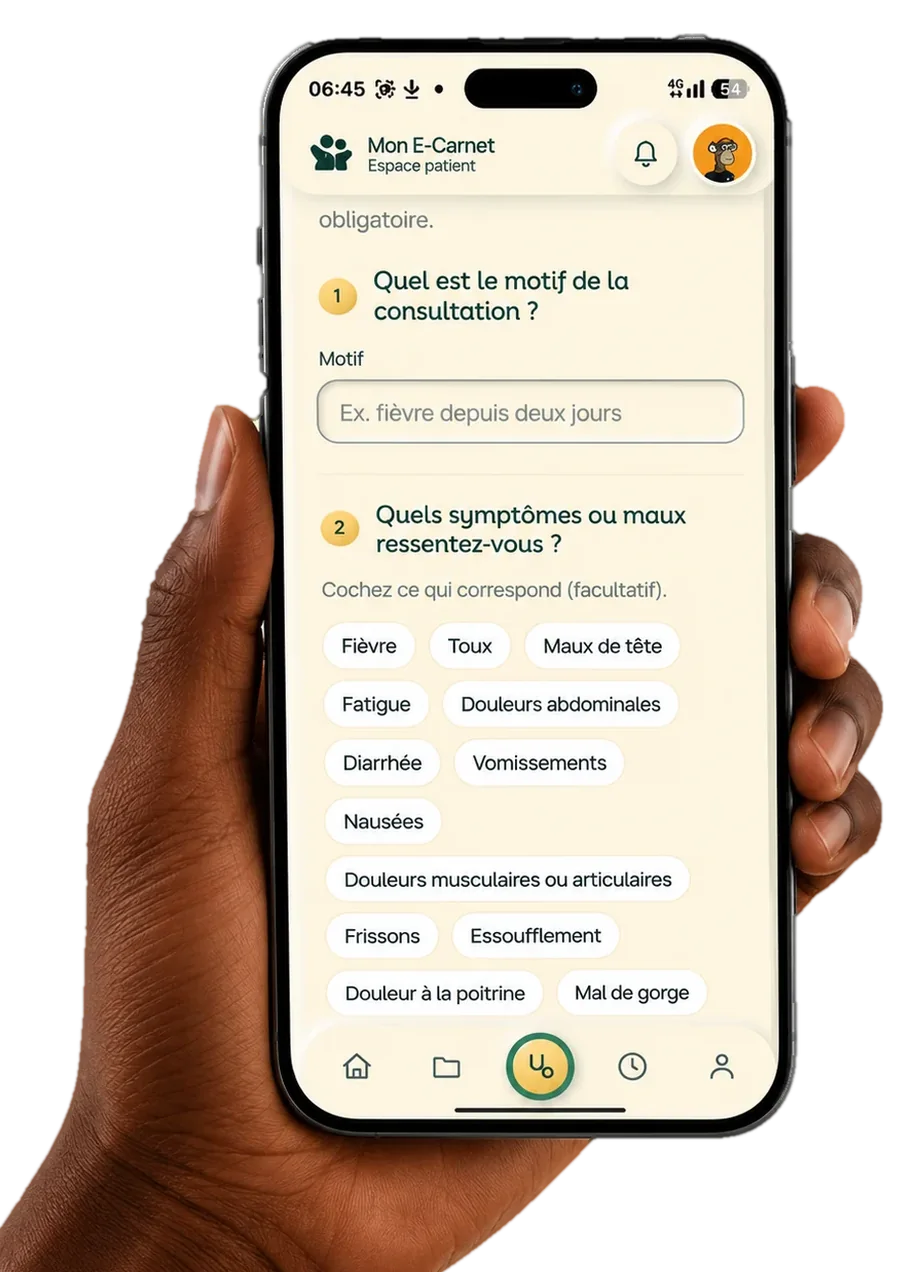 06:45
4G
54
Mon E-Carnet
Espace patient
obligatoire.
1
Quel est le motif de la
consultation ?
Motif
Ex. fièvre depuis deux jours
2
Quels symptômes ou maux
ressentez-vous ?
Cochez ce qui correspond (facultatif).
Fièvre
Toux
Maux de tête
Fatigue
Douleurs abdominales
Diarrhée
Vomissements
Nausées
Douleurs musculaires ou articulaires
Frissons
Essoufflement
Douleur à la poitrine
Mal de gorge